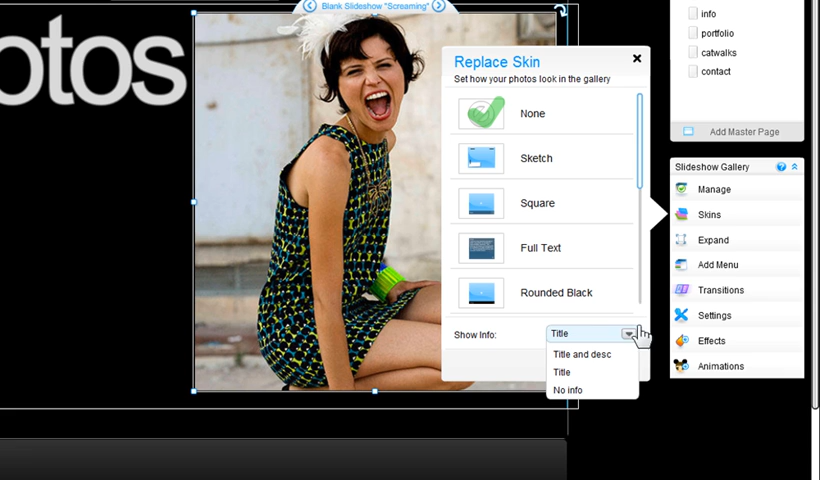 Blank Slideshow "Screaming"
otos
Replace Skin
Set how your photos look in the gallery
None
Sketch
Square
Full Text
Rounded Black
Show Info:
Title
Title and desc
Title
No info
info
portfolio
catwalks
contact
Add Master Page
Slideshow Gallery
?
Manage
Skins
Expand
Add Menu
Transitions
Settings
Effects
Animations